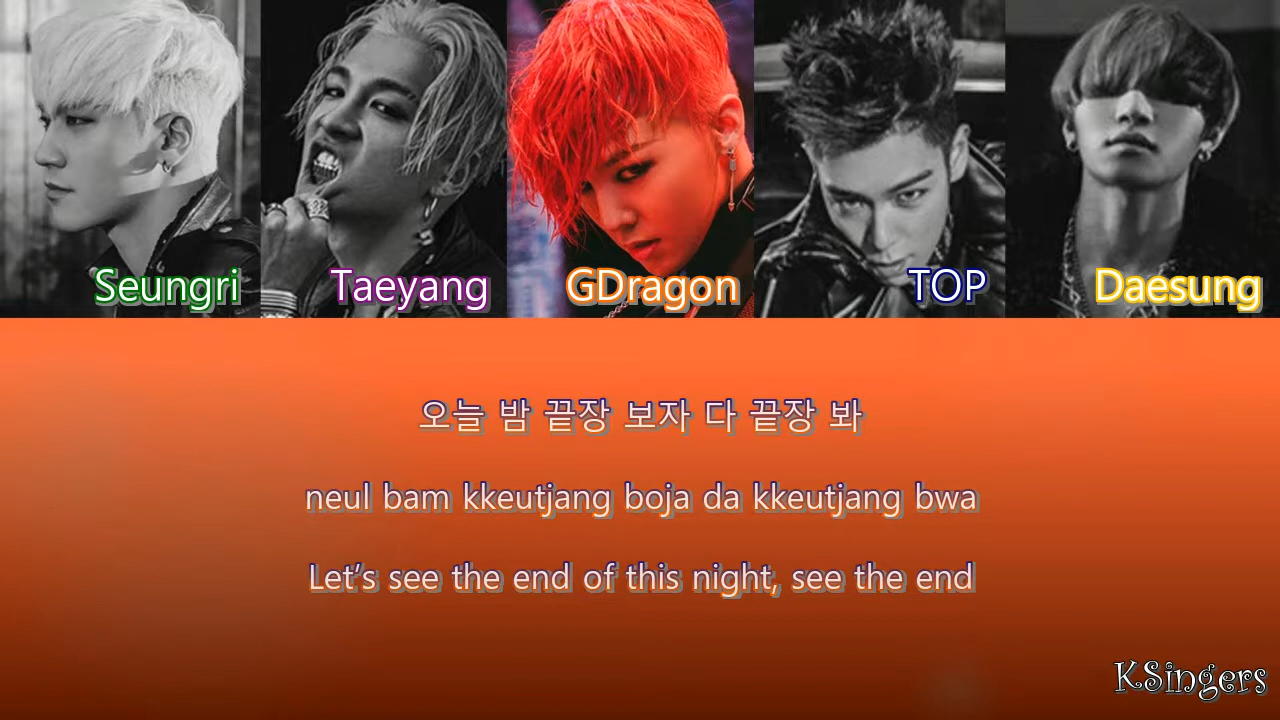 Seungri Taeyang GDragon TOP Daesung
오늘 밤 끝장 보자 다 끝장 봐
neul bam kkeutjang boja da kkeutjang bwa
Let's see the end of this night, see the end
KSingers